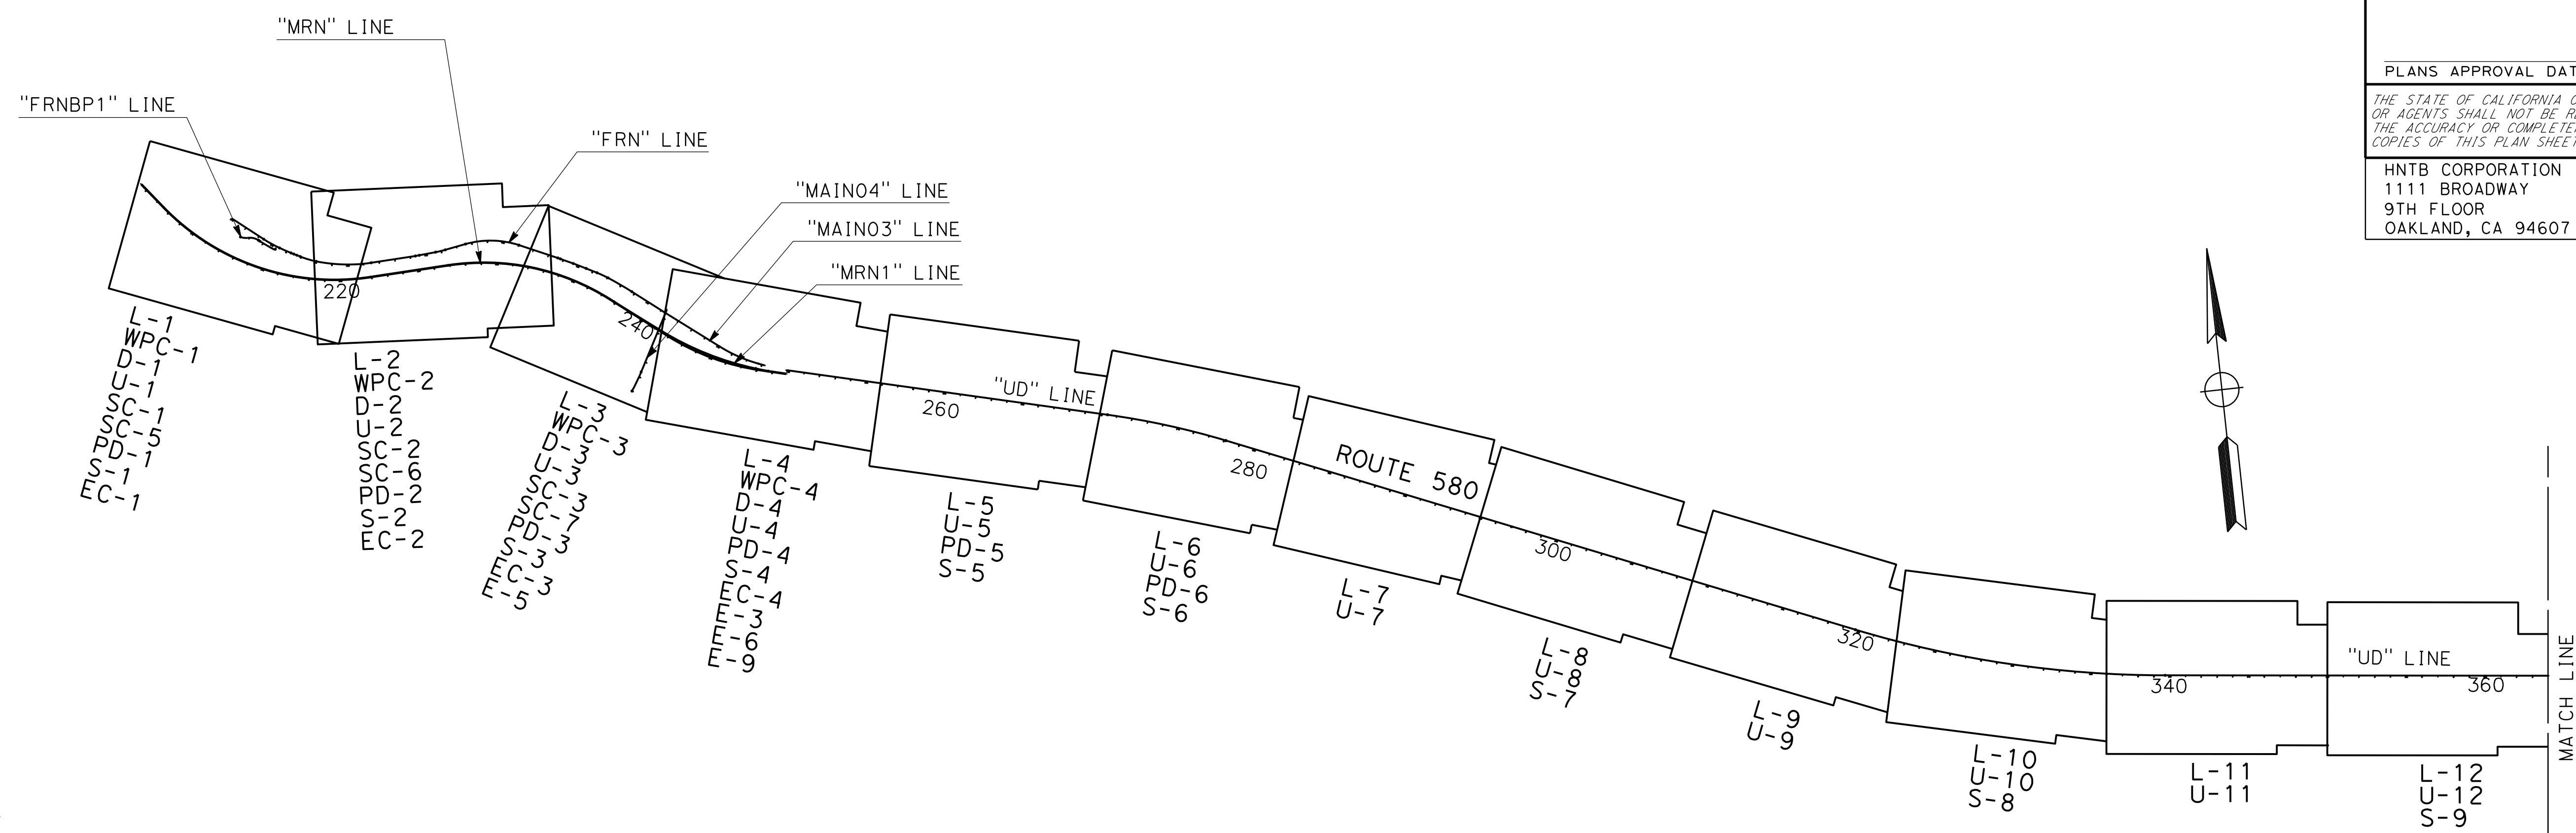 "MRN" LINE
"FRNBP1" LINE
"FRN" LINE
"MAIN04" LINE
"MAIN03" LINE
"MRN1" LINE
220
240
"UD" LINE
260
280
ROUTE 580
300
320
"UD" LINE
340
360
MATCH LINE
L-1
WPC-1
D-1
U-1
SC-1
SC-5
PD-1
S-1
EC-1
L-2
WPC-2
D-2
U-2
SC-2
SC-6
PD-2
S-2
EC-2
L-3
WPC-3
D-3
U-3
SC-3
SC-7
PD-3
S-3
EC-3
E-5
L-4
WPC-4
D-4
U-4
PD-4
S-4
EC-4
E-3
E-6
E-9
L-5
U-5
PD-5
S-5
L-6
U-6
PD-6
S-6
L-7
U-7
L-8
U-8
S-7
L-9
U-9
L-10
U-10
S-8
L-11
U-11
L-12
U-12
S-9
PLANS APPROVAL DAT
THE STATE OF CALIFORNIA
OR AGENTS SHALL NOT BE
THE ACCURACY OR COMPLETE
COPIES OF THIS PLAN SHEET
HNTB CORPORATION
1111 BROADWAY
9TH FLOOR
OAKLAND, CA 94607